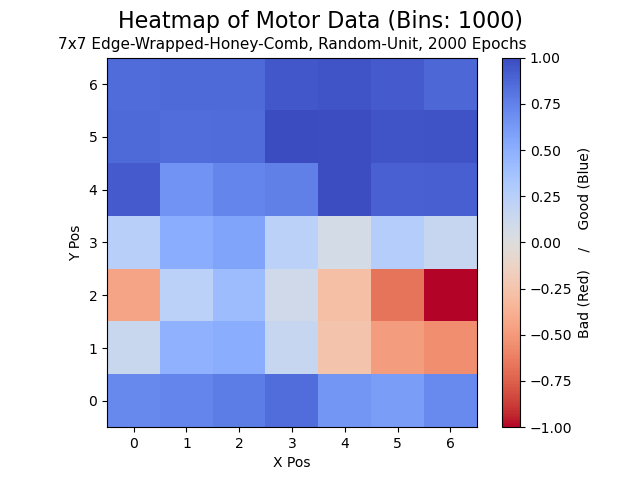 Heatmap of Motor Data (Bins: 1000)
7x7 Edge-Wrapped-Honey-Comb, Random-Unit, 2000 Epochs
6
5
4
3
2
1
0
Y Pos
0 1 2 3 4 5 6
X Pos
1.00
0.75
0.50
0.25
0.00
−0.25
−0.50
−0.75
−1.00
Bad (Red) / Good (Blue)